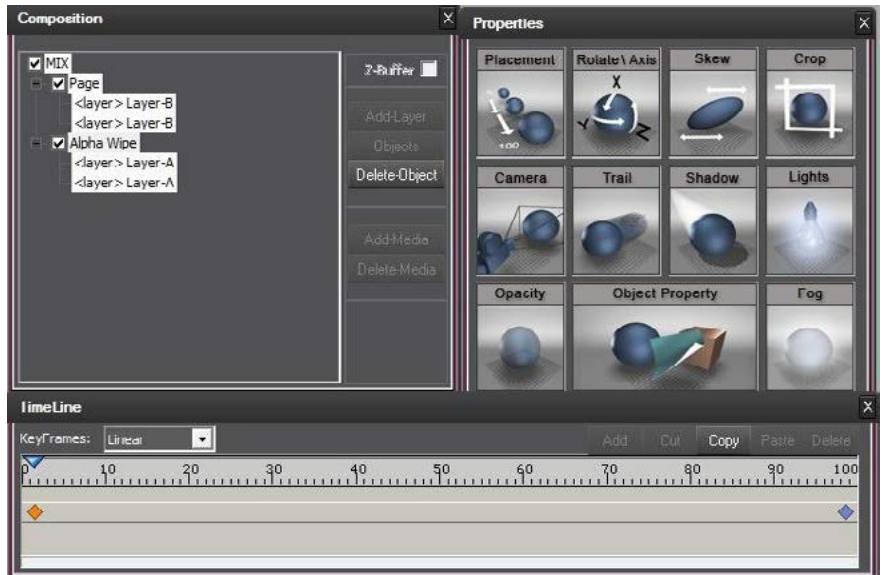 Composition
MIX
Page
<layer> Layer-B
<layer> Layer-B
Alpha Wipe
<layer> Layer-A
<layer> Layer-A
Z-Buffer
Add-Layer
Objects
Delete-Object
Add-Media
Delete-Media
Properties
Placement
Rotate \ Axis
Skew
Crop
100
X
Y
Z
Camera
Trail
Shadow
Lights
Opacity
Object Property
Fog
TimeLine
KeyFrames: Linear
Add Cut Copy Paste Delete
0 10 20 30 40 50 60 70 80 90 100